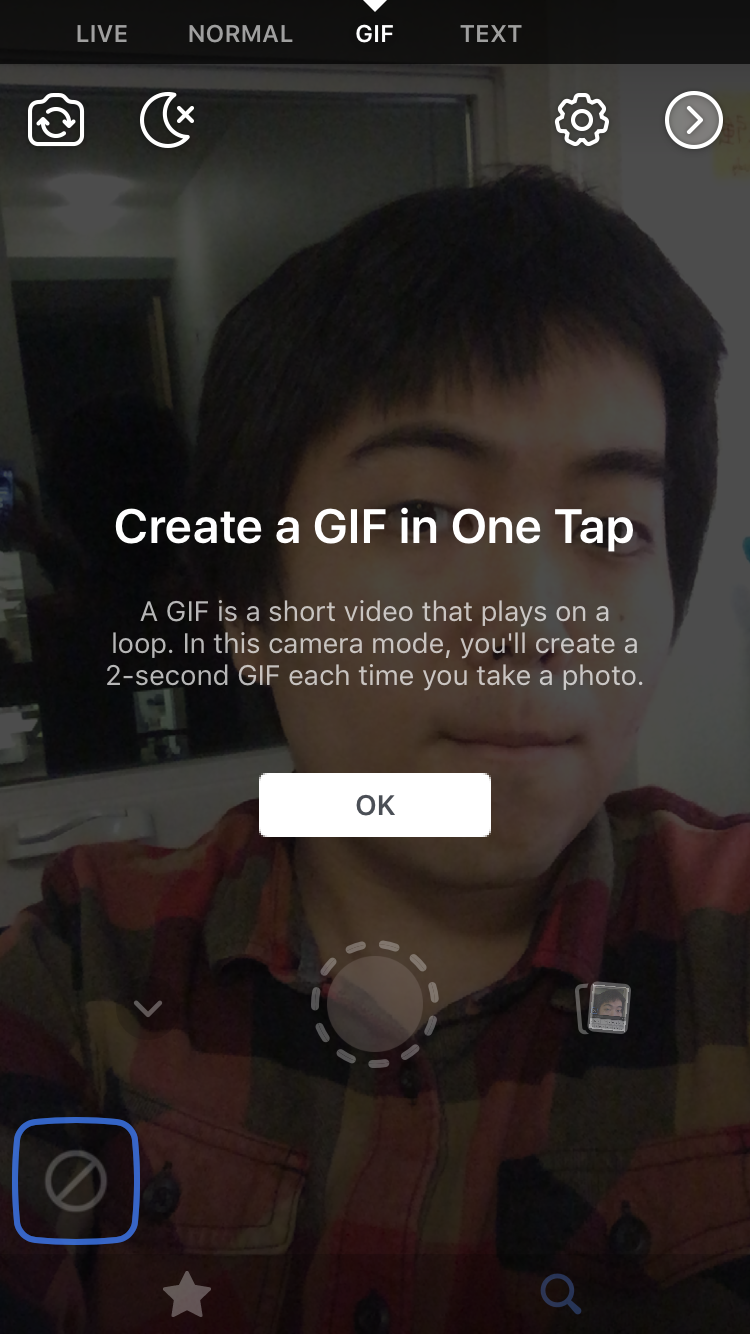 LIVE NORMAL GIF TEXT
Create a GIF in One Tap
A GIF is a short video that plays on a
loop. In this camera mode, you'll create a
2-second GIF each time you take a photo.
OK